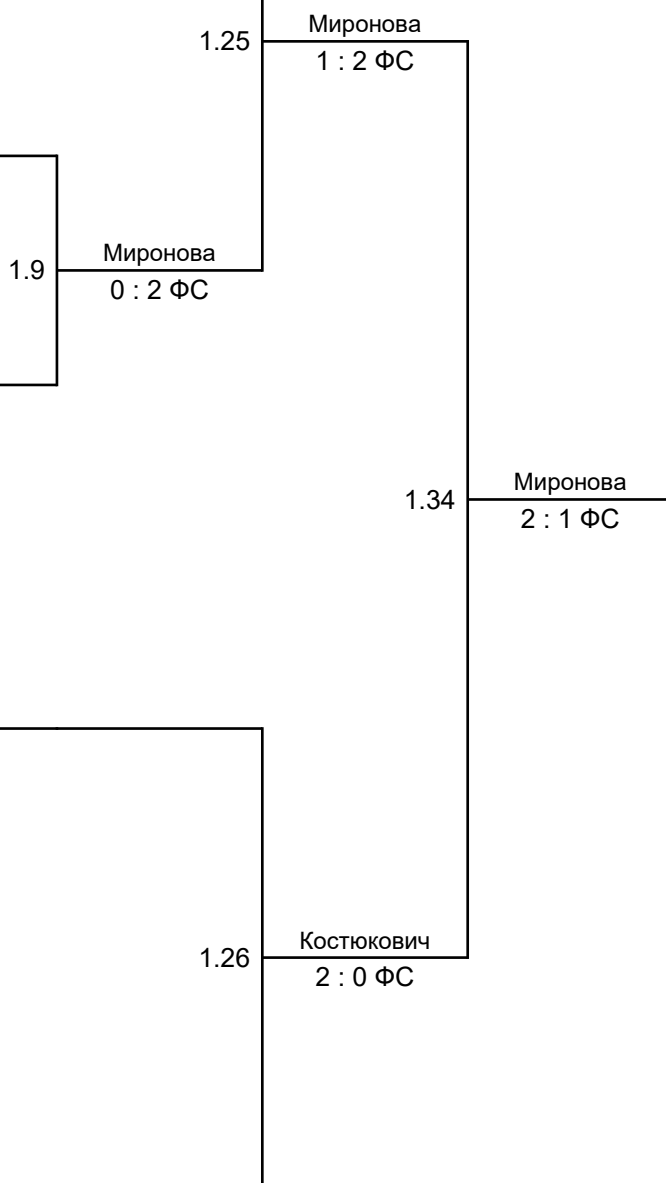 Миронова
1.25
1 : 2 ФС
Миронова
1.9
0 : 2 ФС
Миронова
1.34
2 : 1 ФС
Костюкович
1.26
2 : 0 ФС